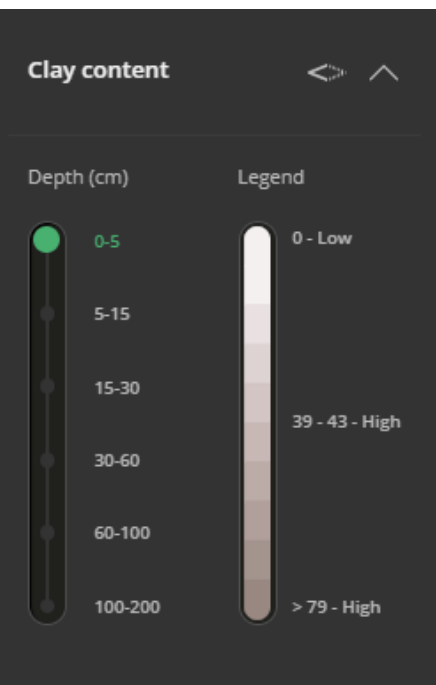 Clay content
Depth (cm)
Legend
0-5
5-15
15-30
30-60
60-100
100-200
0 - Low
39 - 43 - High
> 79 - High